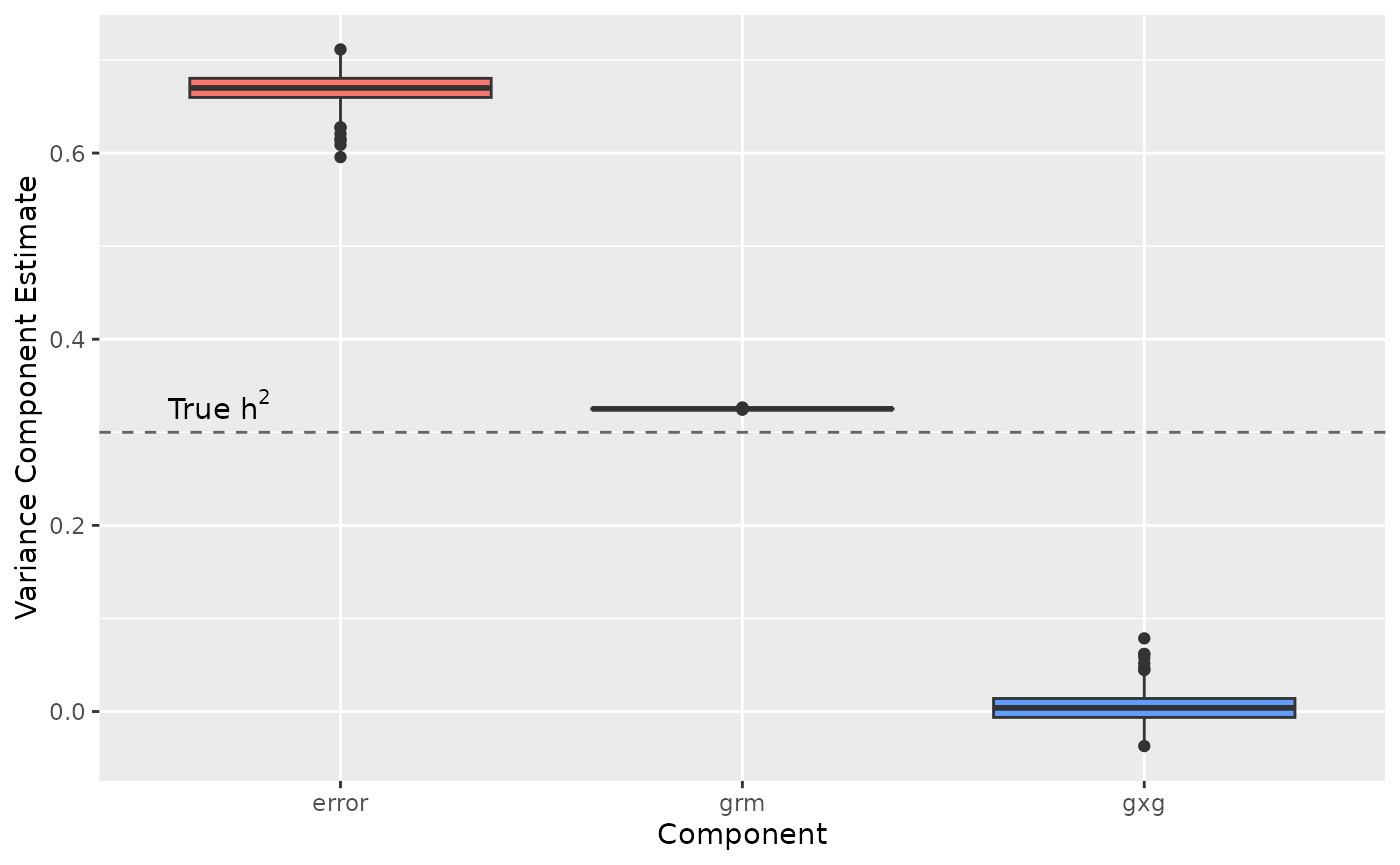 Variance Component Estimate
0.6
0.4
0.2
0.0
True h²
error
grm
gxg
Component